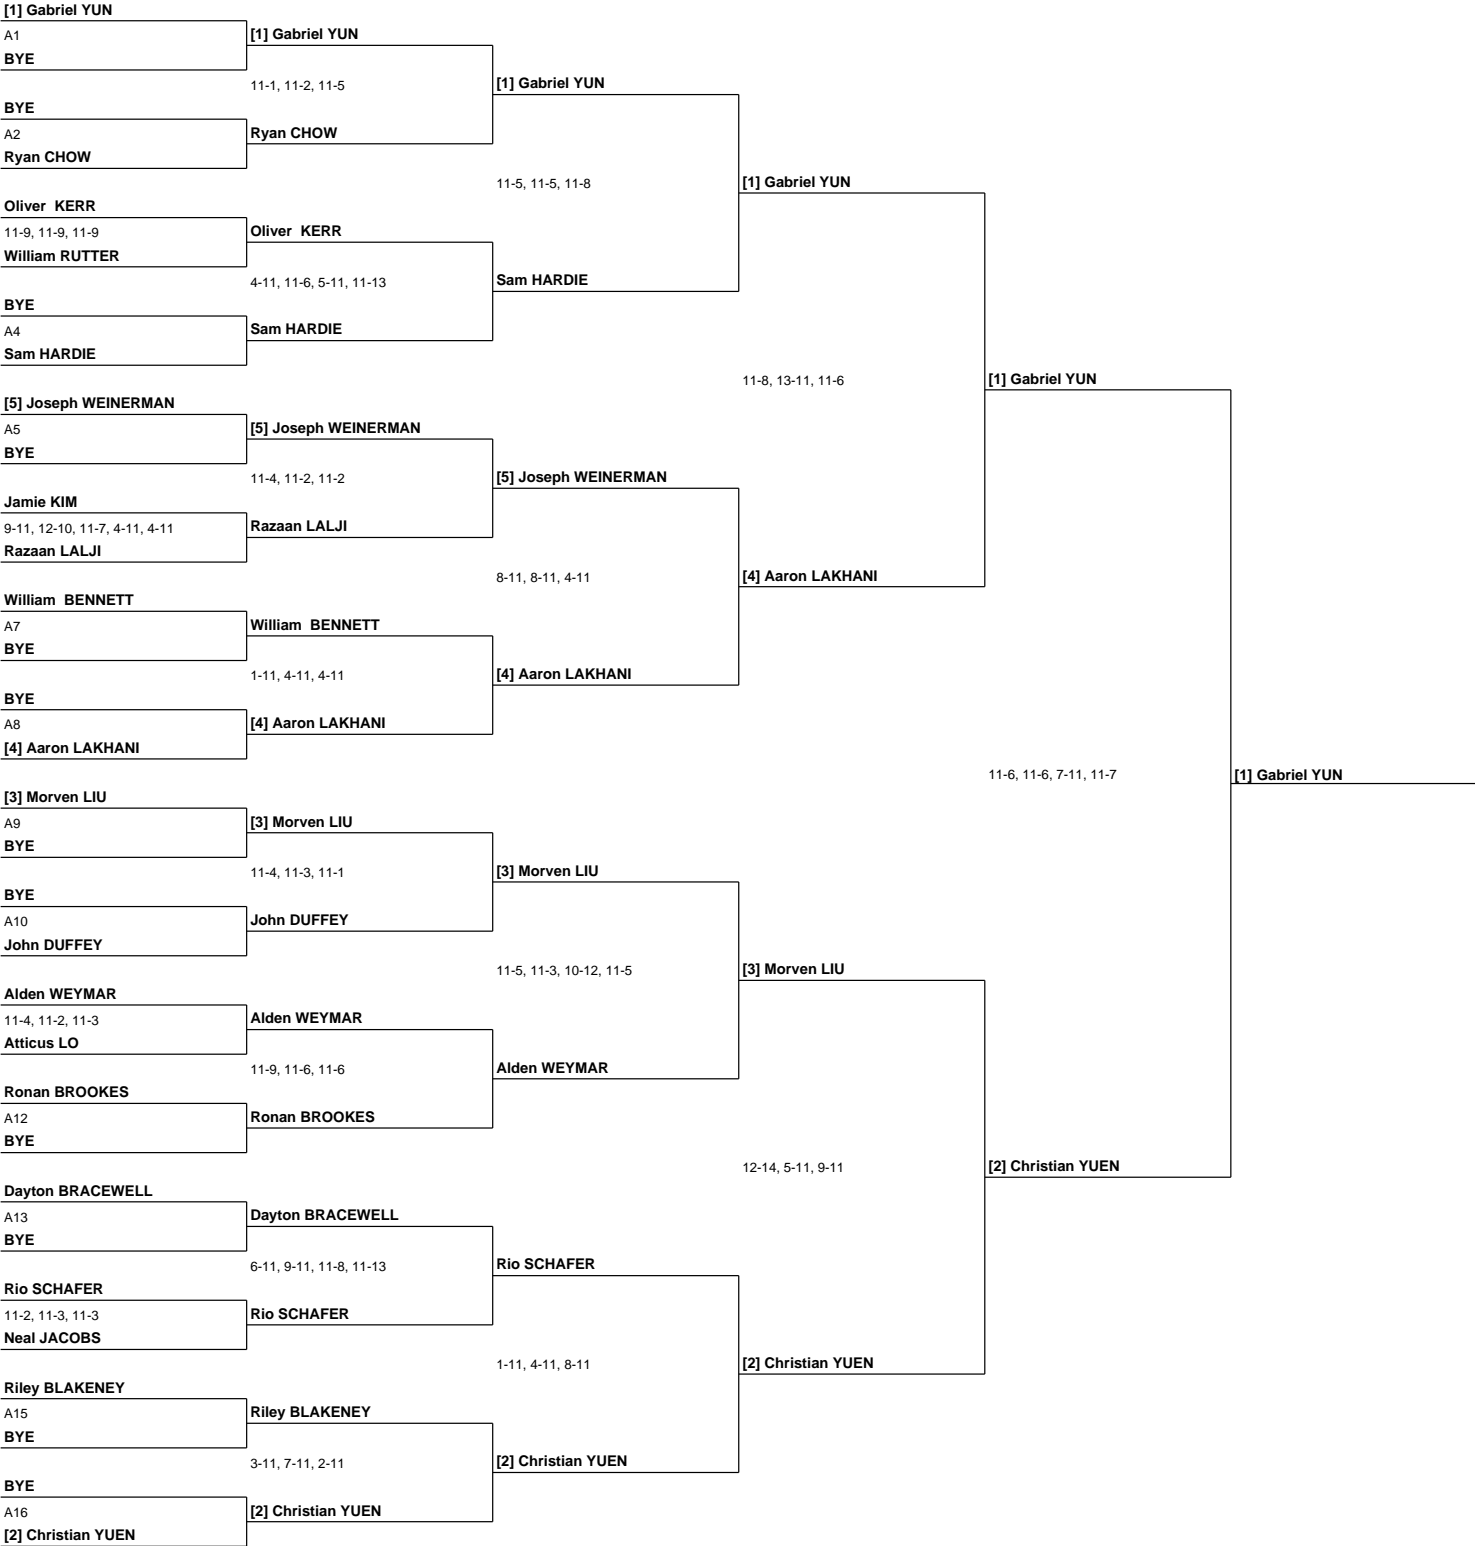 [1] Gabriel YUN
A1
BYE
BYE
A2
Ryan CHOW
Oliver  KERR
11-9, 11-9, 11-9
William RUTTER
BYE
A4
Sam HARDIE
[5] Joseph WEINERMAN
A5
BYE
Jamie KIM
9-11, 12-10, 11-7, 4-11, 4-11
Razaan LALJI
William  BENNETT
A7
BYE
BYE
A8
[4] Aaron LAKHANI
[3] Morven LIU
A9
BYE
BYE
A10
John DUFFEY
Alden WEYMAR
11-4, 11-2, 11-3
Atticus LO
Ronan BROOKES
A12
BYE
Dayton BRACEWELL
A13
BYE
Rio SCHAFER
11-2, 11-3, 11-3
Neal JACOBS
Riley BLAKENEY
A15
BYE
BYE
A16
[2] Christian YUEN
[1] Gabriel YUN
11-1, 11-2, 11-5
Ryan CHOW
Oliver  KERR
4-11, 11-6, 5-11, 11-13
Sam HARDIE
[5] Joseph WEINERMAN
11-4, 11-2, 11-2
Razaan LALJI
William  BENNETT
1-11, 4-11, 4-11
[4] Aaron LAKHANI
[3] Morven LIU
11-4, 11-3, 11-1
John DUFFEY
Alden WEYMAR
11-9, 11-6, 11-6
Ronan BROOKES
Dayton BRACEWELL
6-11, 9-11, 11-8, 11-13
Rio SCHAFER
Riley BLAKENEY
3-11, 7-11, 2-11
[2] Christian YUEN
[1] Gabriel YUN
11-5, 11-5, 11-8
Sam HARDIE
[5] Joseph WEINERMAN
8-11, 8-11, 4-11
[4] Aaron LAKHANI
[3] Morven LIU
11-5, 11-3, 10-12, 11-5
Alden WEYMAR
Rio SCHAFER
1-11, 4-11, 8-11
[2] Christian YUEN
[1] Gabriel YUN
11-8, 13-11, 11-6
[4] Aaron LAKHANI
[3] Morven LIU
12-14, 5-11, 9-11
[2] Christian YUEN
[1] Gabriel YUN
11-6, 11-6, 7-11, 11-7
[2] Christian YUEN
[1] Gabriel YUN